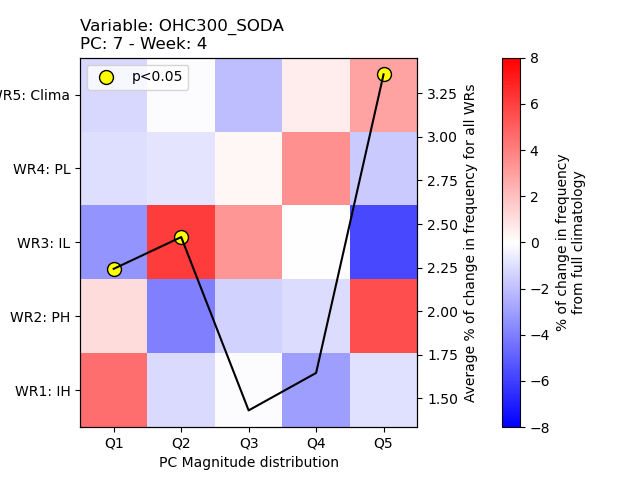 Variable: OHC300_SODA
PC: 7 - Week: 4
p<0.05
WR5: Clima
WR4: PL
WR3: IL
WR2: PH
WR1: IH
Q1 Q2 Q3 Q4 Q5
PC Magnitude distribution
3.25
3.00
2.75
2.50
2.25
2.00
1.75
1.50
Average % of change in frequency for all WRs
8
6
4
2
0
−2
−4
−6
−8
% of change in frequency
from full climatology